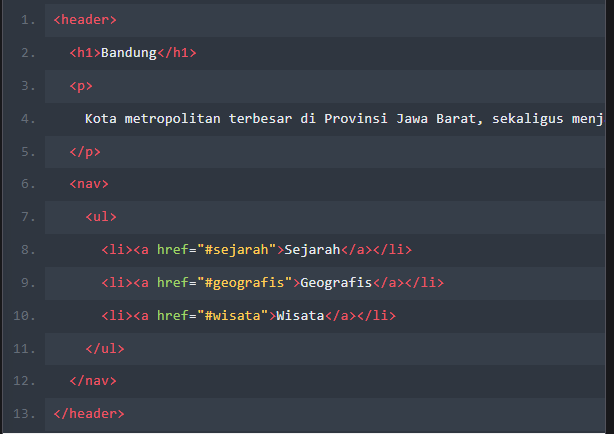 1. <header>
2. <h1>Bandung</h1>
3. <p>
4. Kota metropolitan terbesar di Provinsi Jawa Barat, sekaligus menj
5. </p>
6. <nav>
7. <ul>
8. <li><a href="#sejarah">Sejarah</a></li>
9. <li><a href="#geografis">Geografis</a></li>
10. <li><a href="#wisata">Wisata</a></li>
11. </ul>
12. </nav>
13. </header>